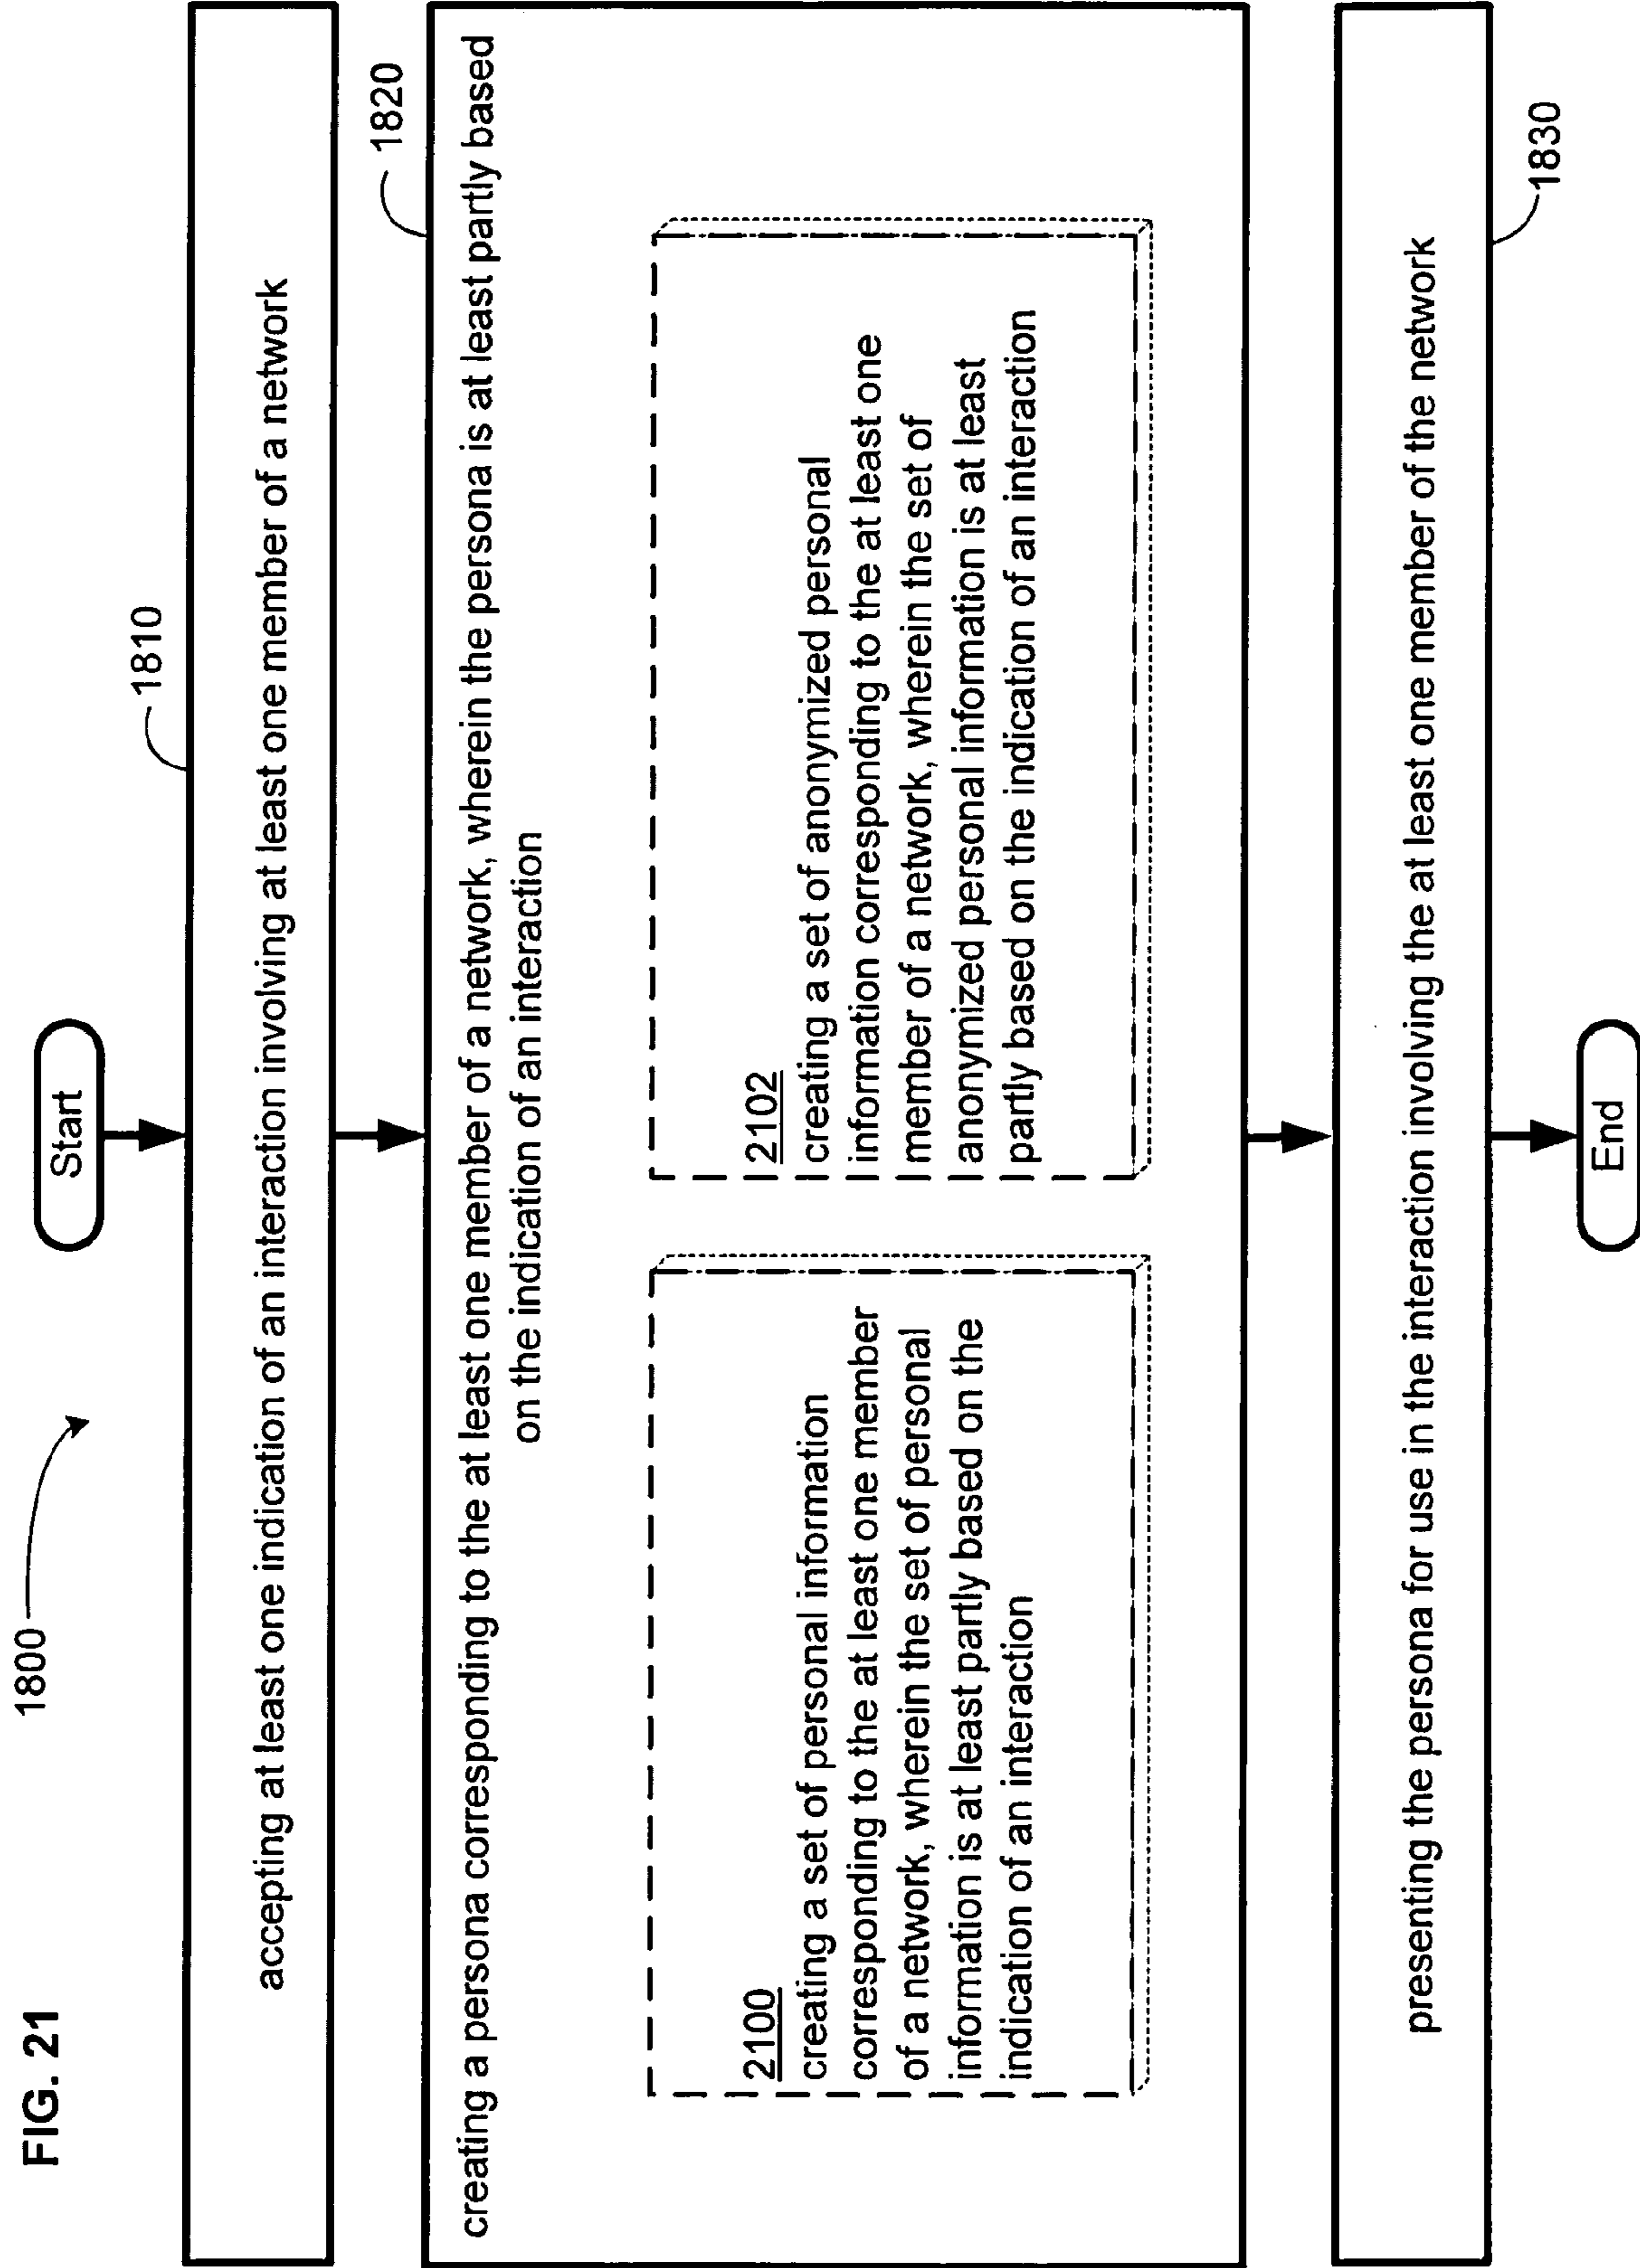 FIG. 21
1800
Start
1810
accepting at least one indication of an interaction involving at least one member of a network
1820
creating a persona corresponding to the at least one member of a network, wherein the persona is at least partly based
on the indication of an interaction
2100
creating a set of personal information
corresponding to the at least one member
of a network, wherein the set of personal
information is at least partly based on the
indication of an interaction
2102
creating a set of anonymized personal
information corresponding to the at least one
member of a network, wherein the set of
anonymized personal information is at least
partly based on the indication of an interaction
presenting the persona for use in the interaction involving the at least one member of the network
1830
End